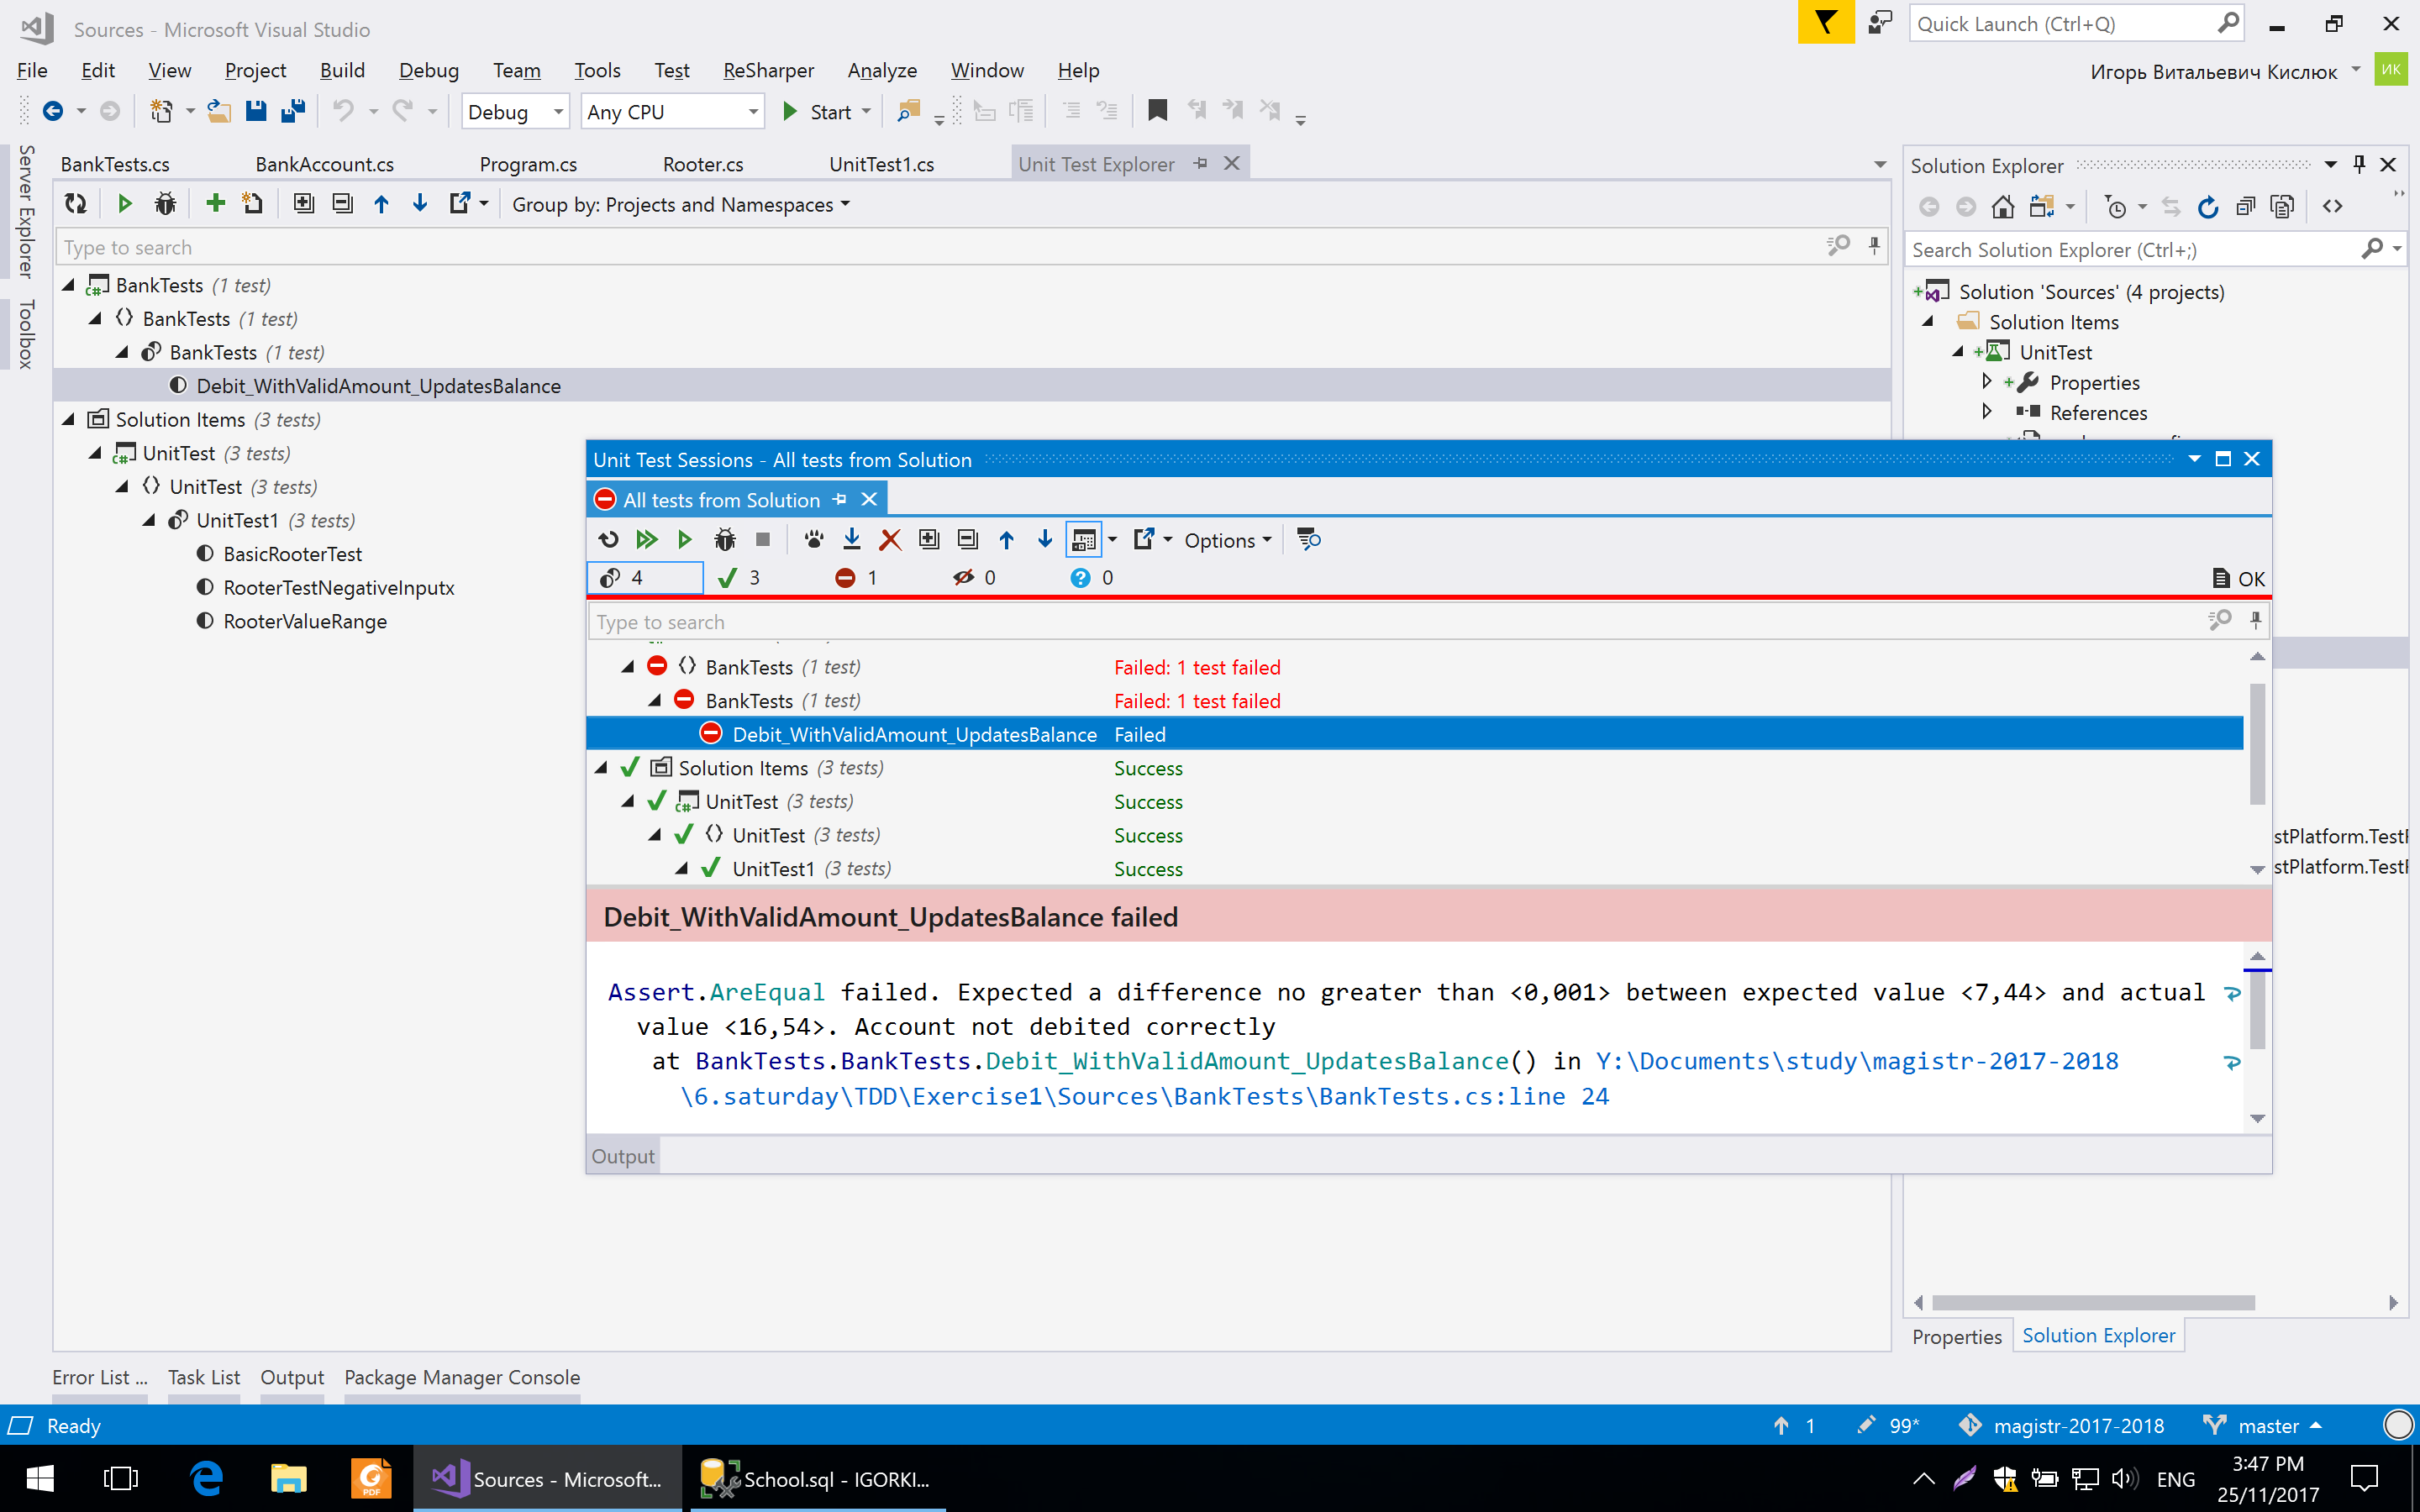 Sources - Microsoft Visual Studio
Quick Launch (Ctrl+Q)
File Edit View Project Build Debug Team Tools Test ReSharper Analyze Window Help
Игорь Витальевич Кислюк ИК
Debug Any CPU Start
Server Explorer
Toolbox
BankTests.cs BankAccount.cs Program.cs Rooter.cs UnitTest1.cs Unit Test Explorer
Group by: Projects and Namespaces
Type to search
BankTests (1 test)
BankTests (1 test)
BankTests (1 test)
Debit_WithValidAmount_UpdatesBalance
Solution Items (3 tests)
UnitTest (3 tests)
UnitTest (3 tests)
UnitTest1 (3 tests)
BasicRooterTest
RooterTestNegativeInputx
RooterValueRange
Solution Explorer
Search Solution Explorer (Ctrl+;)
Solution 'Sources' (4 projects)
Solution Items
UnitTest
Properties
References
stPlatform.Test
stPlatform.Test
Properties Solution Explorer
Unit Test Sessions - All tests from Solution
All tests from Solution
Options
4 3 1 0 0 OK
Type to search
BankTests (1 test) Failed: 1 test failed
BankTests (1 test) Failed: 1 test failed
Debit_WithValidAmount_UpdatesBalance Failed
Solution Items (3 tests) Success
UnitTest (3 tests) Success
UnitTest (3 tests) Success
UnitTest1 (3 tests) Success
Debit_WithValidAmount_UpdatesBalance failed
Assert.AreEqual failed. Expected a difference no greater than <0,001> between expected value <7,44> and actual
value <16,54>. Account not debited correctly
at BankTests.BankTests.Debit_WithValidAmount_UpdatesBalance() in Y:\Documents\study\magistr-2017-2018
\6.saturday\TDD\Exercise1\Sources\BankTests\BankTests.cs:line 24
Output
Error List ... Task List Output Package Manager Console
Ready 1 99* magistr-2017-2018 master
PDF
Sources - Microsoft... School.sql - IGORKI... ENG 3:47 PM
25/11/2017